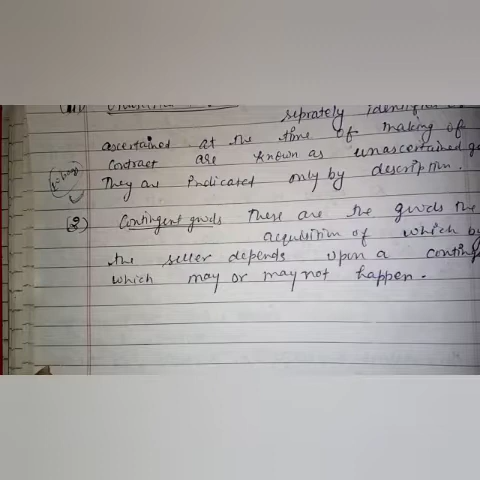 seprately identified
ascertained at the time of making of
Contract are known as unascertained
They are indicated only by description.
(2) Contingent goods These are the goods the
acquisition of which by
the seller depends upon a
which may or may not happen.